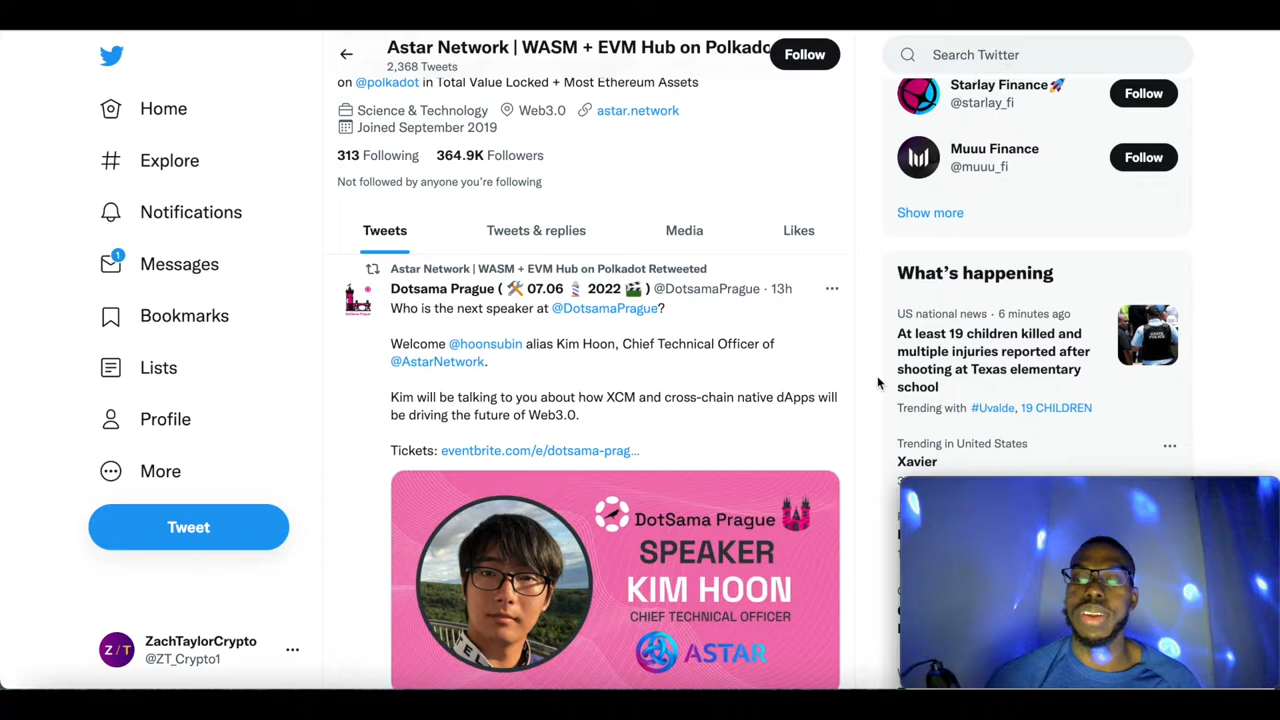 Home
Explore
Notifications
1
Messages
Bookmarks
Lists
Profile
More
Tweet
Z/T
ZachTaylorCrypto
@ZT_Crypto1
Astar Network | WASM + EVM Hub on Polkadc
2,368 Tweets
Follow
on @polkadot in Total Value Locked + Most Ethereum Assets
Science & Technology Web3.0 astar.network
Joined September 2019
313 Following 364.9K Followers
Not followed by anyone you're following
Tweets Tweets & replies Media Likes
Astar Network | WASM + EVM Hub on Polkadot Retweeted
Dotsama Prague ( 🛠️ 07.06 💈 2022 🎬 ) @DotsamaPrague · 13h
Who is the next speaker at @DotsamaPrague?
Welcome @hoonsubin alias Kim Hoon, Chief Technical Officer of
@AstarNetwork.
Kim will be talking to you about how XCM and cross-chain native dApps will
be driving the future of Web3.0.
Tickets: eventbrite.com/e/dotsama-prag...
DotSama Prague
SPEAKER
KIM HOON
CHIEF TECHNICAL OFFICER
ASTAR
Search Twitter
Starlay Finance🚀
@starlay_fi
Follow
Muuu Finance
@muuu_fi
Follow
Show more
What's happening
US national news · 6 minutes ago
At least 19 children killed and
multiple injuries reported after
shooting at Texas elementary
school
Trending with #Uvalde, 19 CHILDREN
Trending in United States
Xavier